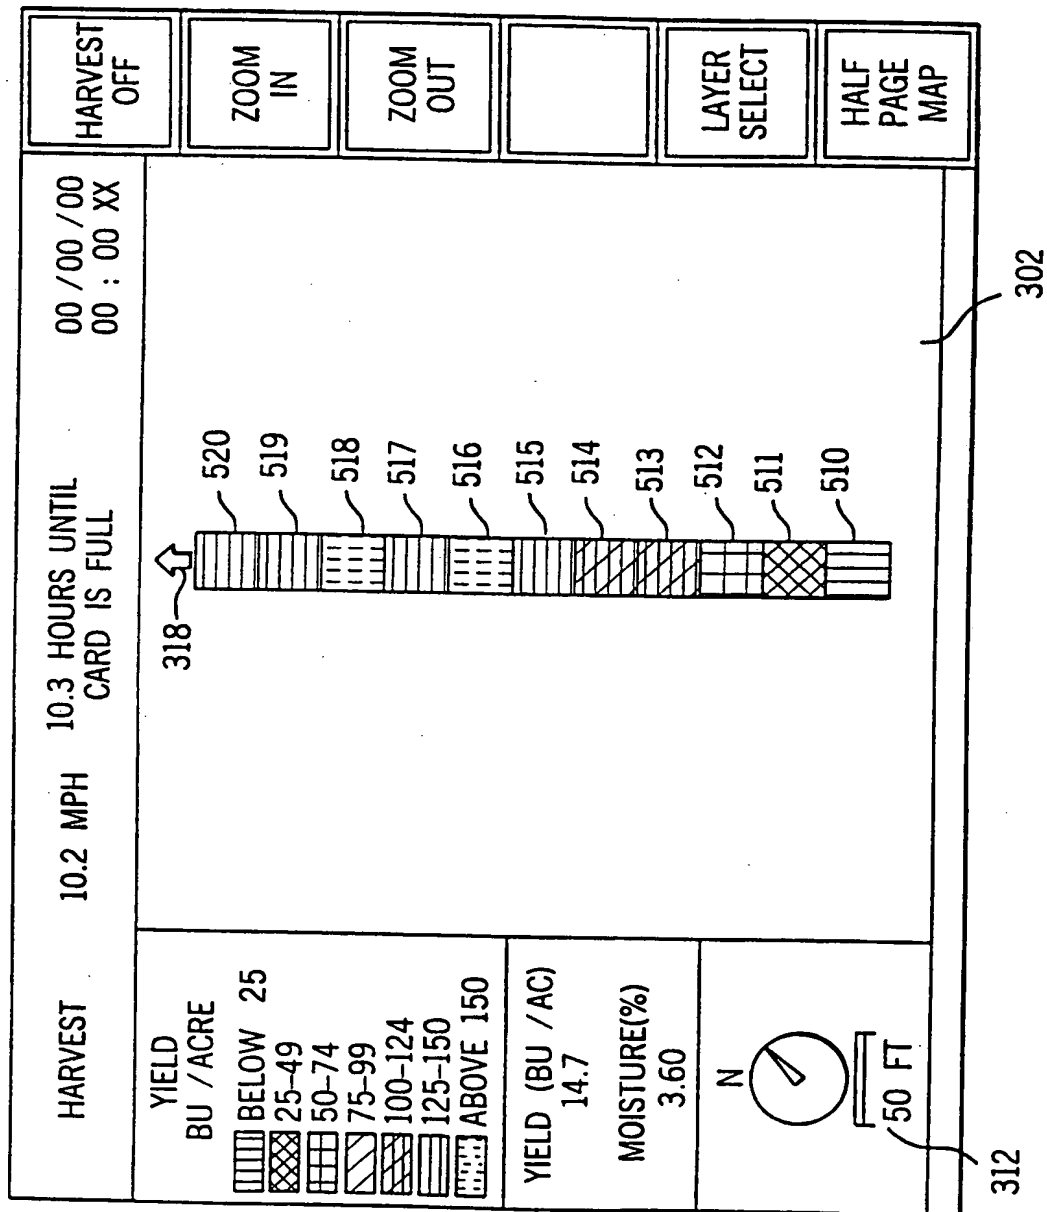 HARVEST
10.2 MPH
10.3 HOURS UNTIL
CARD IS FULL
00 /00 /00
00 : 00 XX
HARVEST
OFF
ZOOM
IN
ZOOM
OUT
LAYER
SELECT
HALF
PAGE
MAP
YIELD
BU /ACRE
BELOW 25
25–49
50–74
75–99
100–124
125–150
ABOVE 150
YIELD (BU /AC)
14.7
MOISTURE(%)
3.60
N
50 FT
312
318
520
519
518
517
516
515
514
513
512
511
510
302